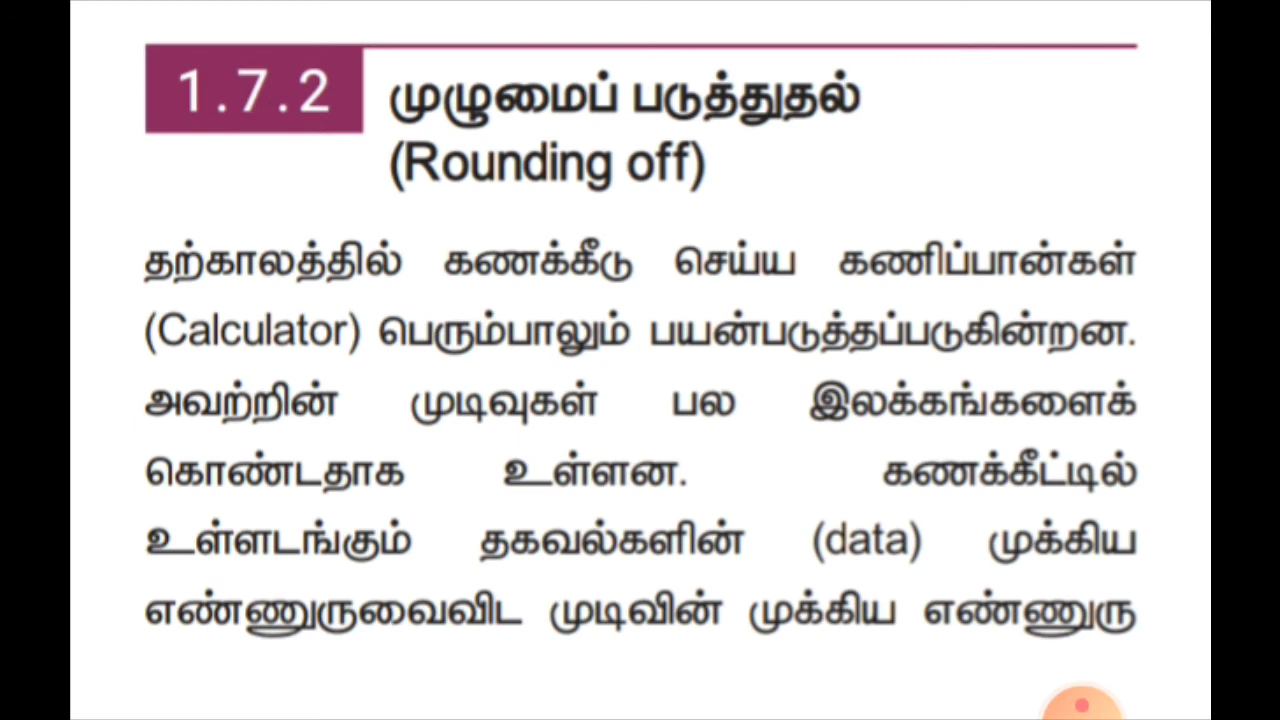 1.7.2 முழுமைப் படுத்துதல்
(Rounding off)
தற்காலத்தில் கணக்கீடு செய்ய கணிப்பான்கள்
(Calculator) பெரும்பாலும் பயன்படுத்தப்படுகின்றன.
அவற்றின் முடிவுகள் பல இலக்கங்களைக்
கொண்டதாக உள்ளன. கணக்கீட்டில்
உள்ளடங்கும் தகவல்களின் (data) முக்கிய
எண்ணுருவைவிட முடிவின் முக்கிய எண்ணுரு